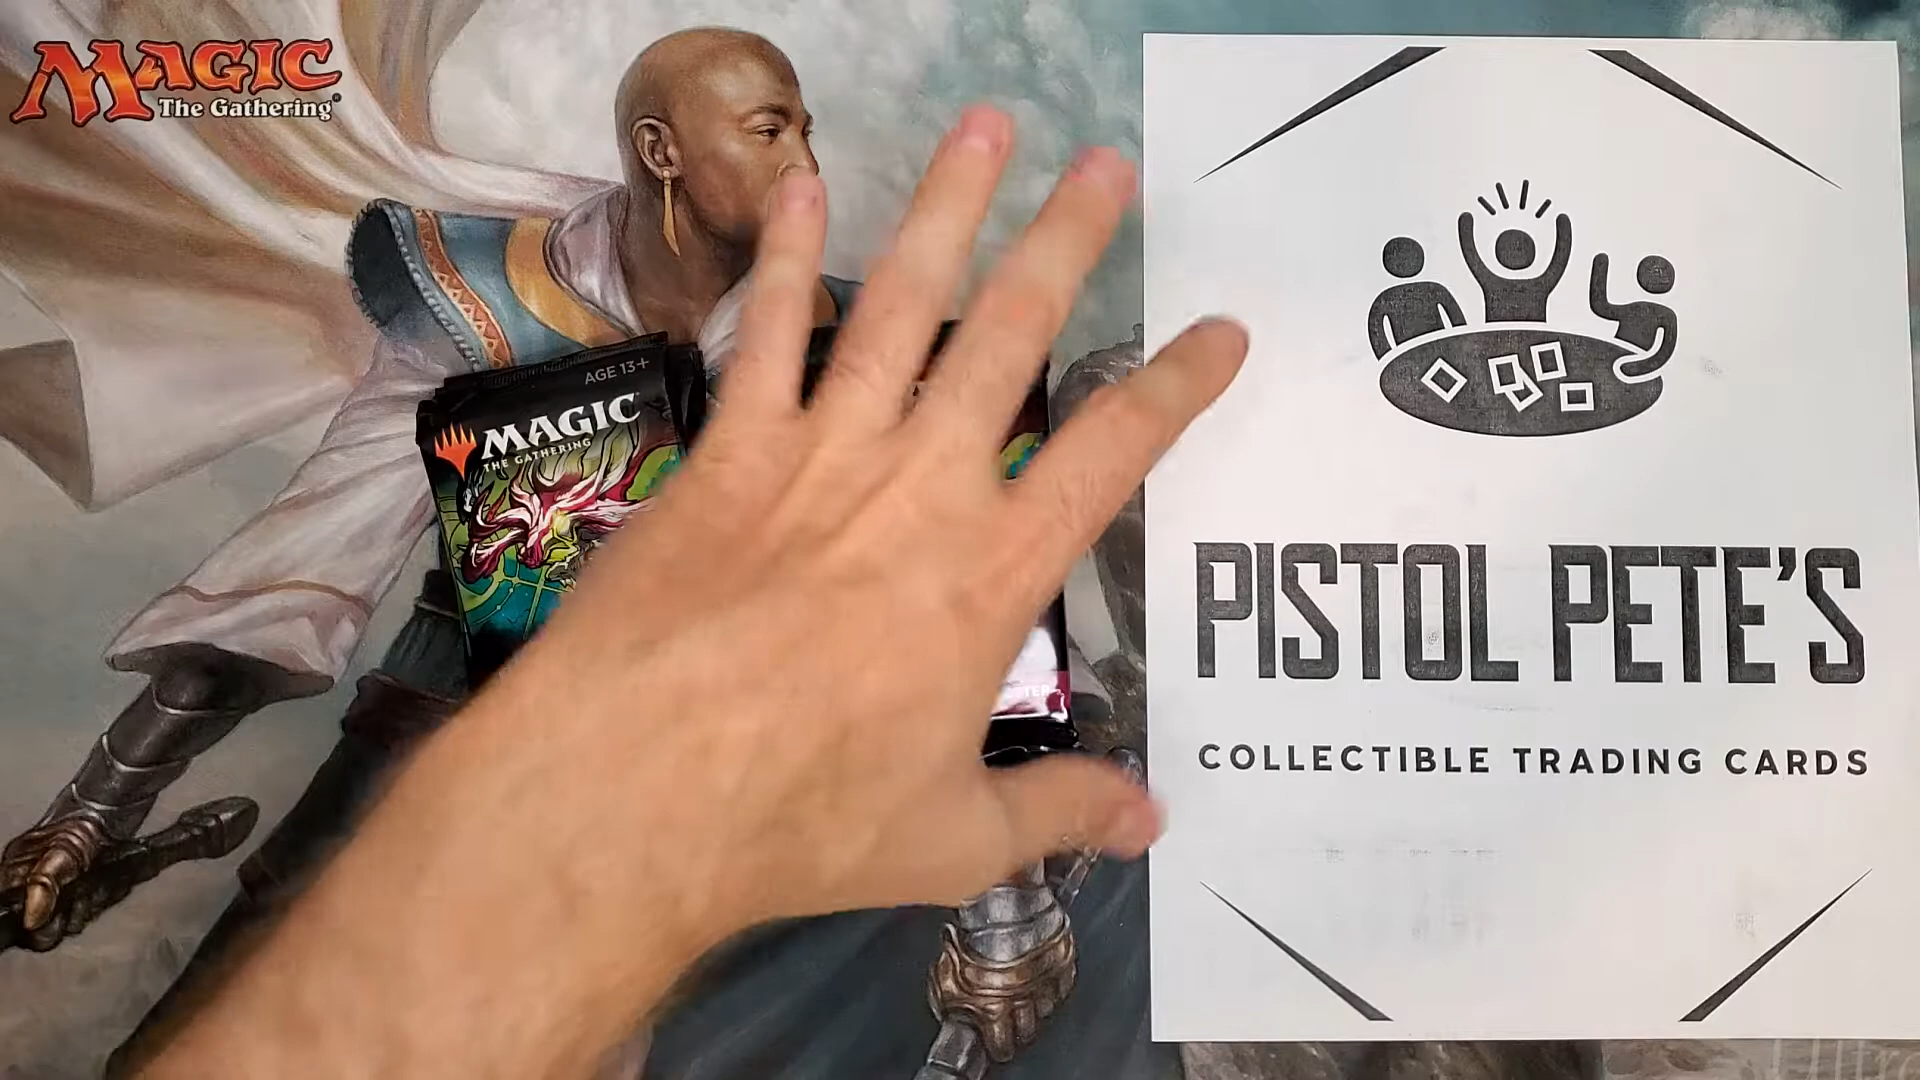 MAGIC
The Gathering®
AGE 13+
MAGIC
THE GATHERING
PISTOL PETE'S
COLLECTIBLE TRADING CARDS